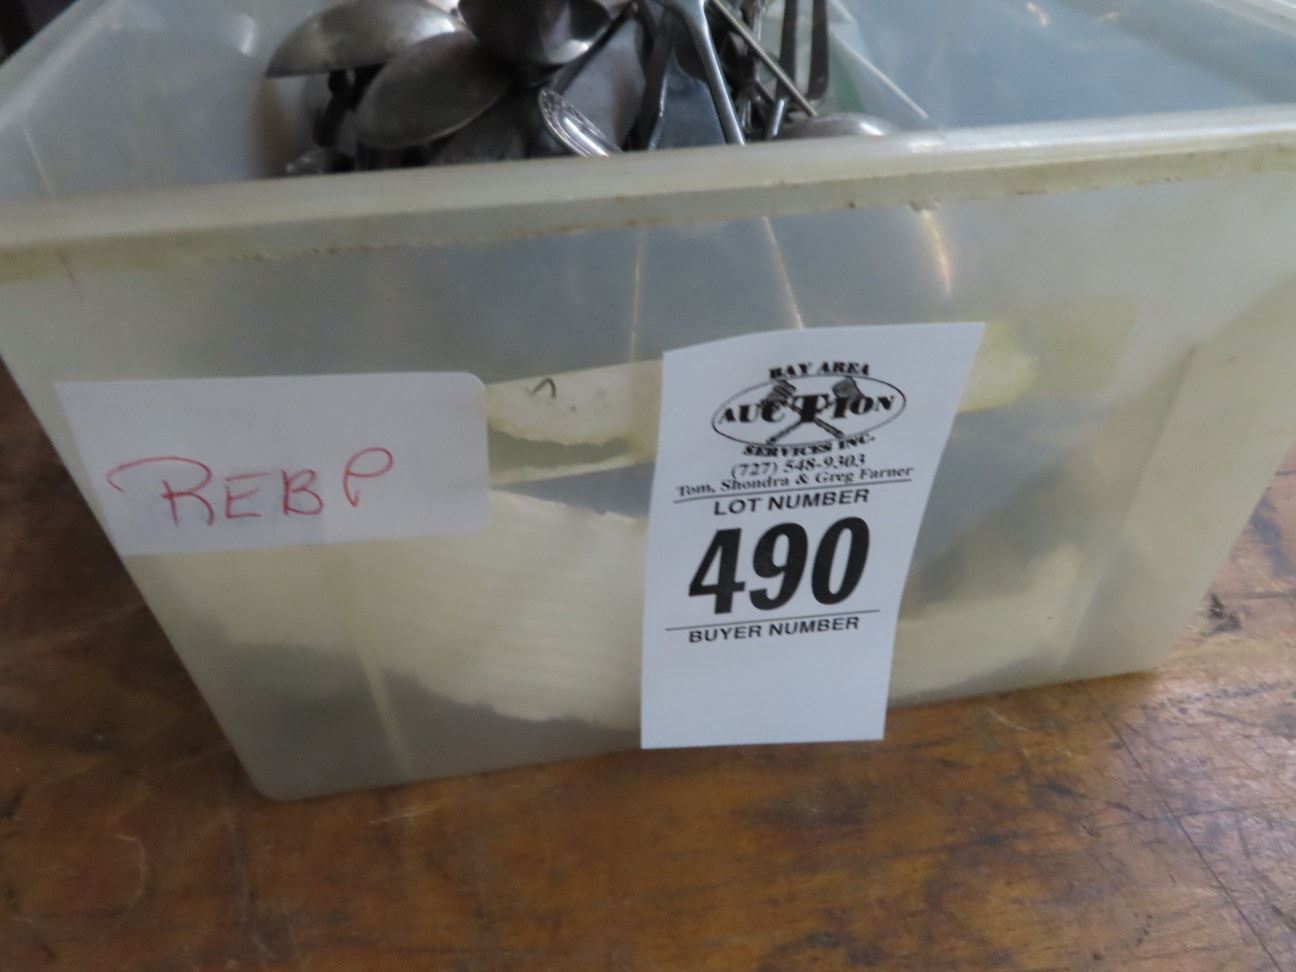 REBP
BAY AREA
AUCTION
SERVICES INC.
(727) 548-9303
Tom, Shondra & Greg Farner
LOT NUMBER
490
BUYER NUMBER